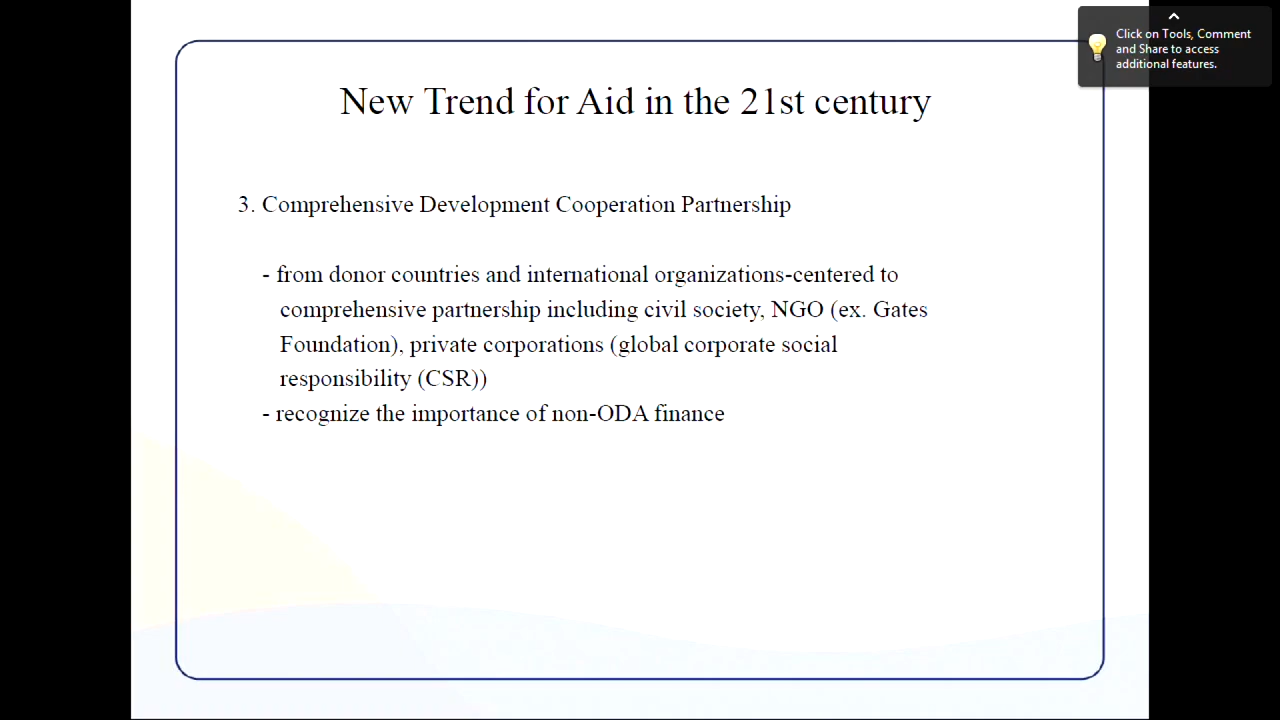 Click on Tools, Comment
and Share to access
additional features.
New Trend for Aid in the 21st century
3. Comprehensive Development Cooperation Partnership
- from donor countries and international organizations-centered to
comprehensive partnership including civil society, NGO (ex. Gates
Foundation), private corporations (global corporate social
responsibility (CSR))
- recognize the importance of non-ODA finance